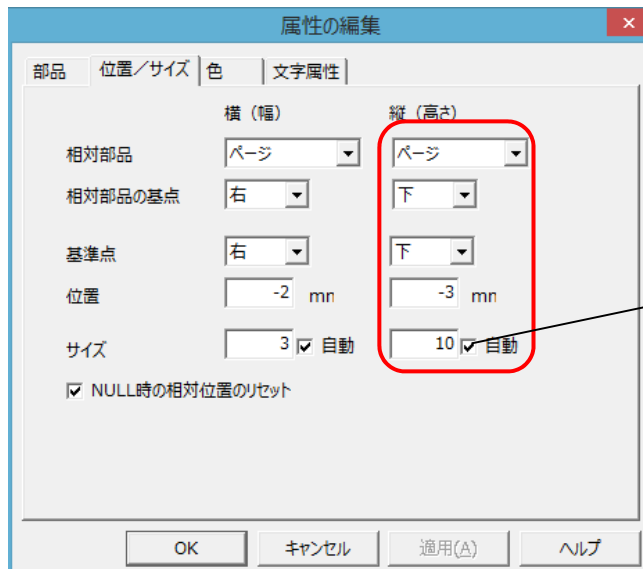 属性の編集
部品 位置／サイズ 色 文字属性
横（幅） 縦（高さ）
相対部品 ページ ページ
相対部品の基点 右 下
基準点 右 下
位置 -2 mm -3 mm
サイズ 3 自動 10 自動
NULL時の相対位置のリセット
OK キャンセル 適用(A) ヘルプ